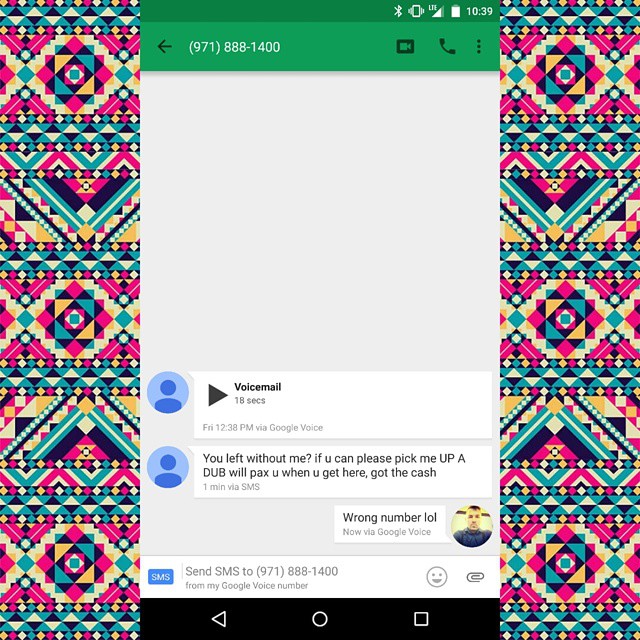 LTE 10:39
(971) 888-1400
Voicemail
18 secs
Fri 12:38 PM via Google Voice
You left without me? if u can please pick me UP A
DUB will pax u when u get here, got the cash
1 min via SMS
Wrong number lol
Now via Google Voice
SMS
Send SMS to (971) 888-1400
from my Google Voice number